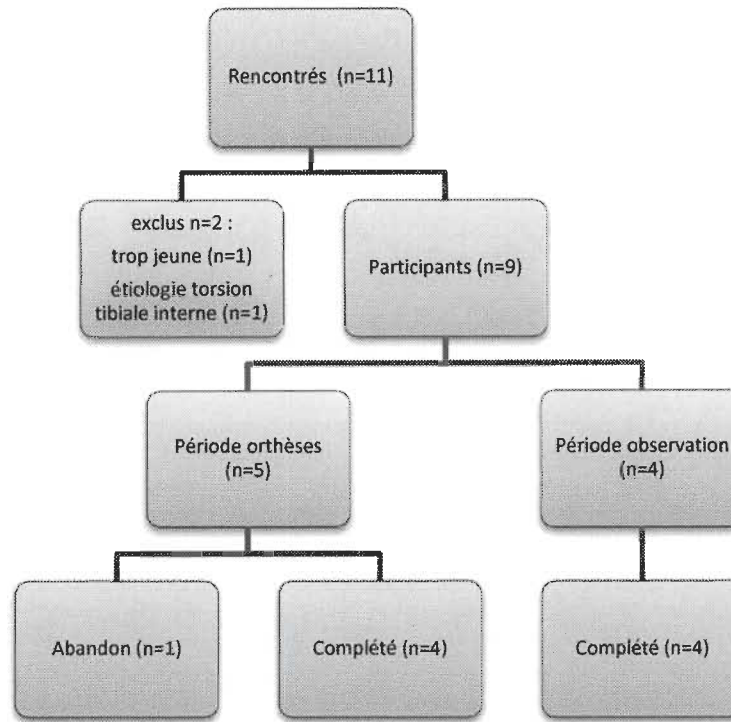 Rencontrés (n=11)
exclus n=2 :
trop jeune (n=1)
étiologie torsion
tibiale interne (n=1)
Participants (n=9)
Période orthèses
(n=5)
Période observation
(n=4)
Abandon (n=1)
Complété (n=4)
Complété (n=4)